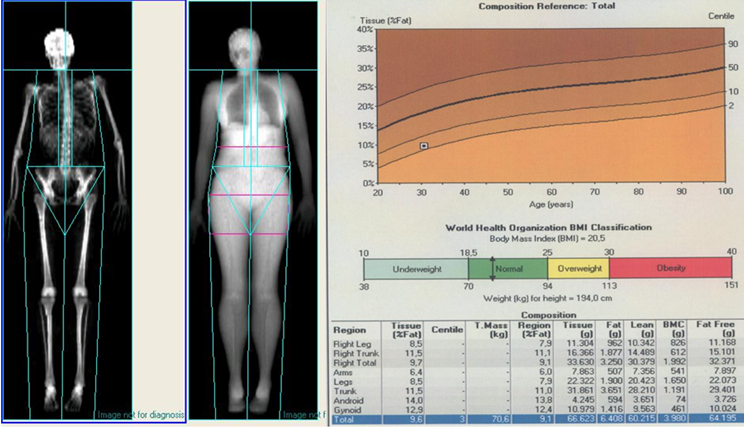 Image not for diagnosis
Image not f
Composition Reference: Total
Tissue (%Fat)
Centile
40%
35%
30%
25%
20%
15%
10%
5%
0%
90
50
10
2
20 30 40 50 60 70 80 90 100
Age (years)
World Health Organization BMI Classification
Body Mass Index (BMI) = 20,5
10 18,5 25 30 40
Underweight Normal Overweight Obesity
38 70 94 113 151
Weight (kg) for height = 194,0 cm
Composition
Region Tissue (%Fat) Centile T.Mass (kg) Region (%Fat) Tissue (g) Fat (g) Lean (g) BMC (g) Fat Free (g)
Right Leg 8,5 - - 7,9 11.304 962 10.342 826 11.168
Right Trunk 11,5 - - 11,1 16.366 1.877 14.489 612 15.101
Right Total 9,7 - - 9,1 33.630 3.250 30.379 1.992 32.371
Arms 6,4 - - 6,0 7.863 507 7.356 541 7.897
Legs 8,5 - - 7,9 22.322 1.900 20.423 1.650 22.073
Trunk 11,5 - - 11,0 31.861 3.651 28.210 1.191 29.401
Android 14,0 - - 13,8 4.245 594 3.651 74 3.726
Gynoid 12,9 - - 12,4 10.979 1.416 9.563 461 10.024
Total 9,6 3 70,6 9,1 66.623 6.408 60.215 3.980 64.195